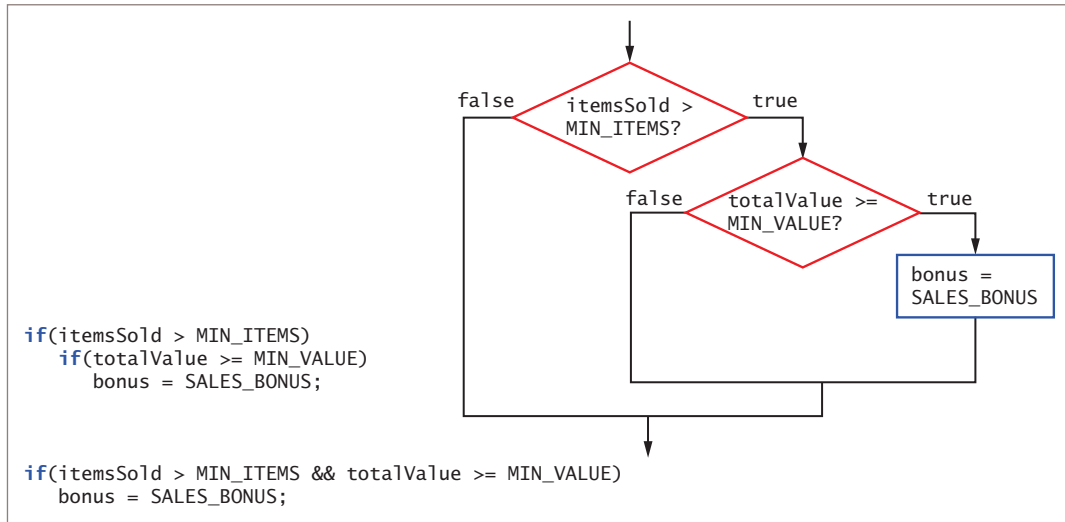 false
itemsSold >
MIN_ITEMS?
true
false
totalValue >=
MIN_VALUE?
true
bonus =
SALES_BONUS
if(itemsSold > MIN_ITEMS)
   if(totalValue >= MIN_VALUE)
      bonus = SALES_BONUS;
if(itemsSold > MIN_ITEMS && totalValue >= MIN_VALUE)
   bonus = SALES_BONUS;